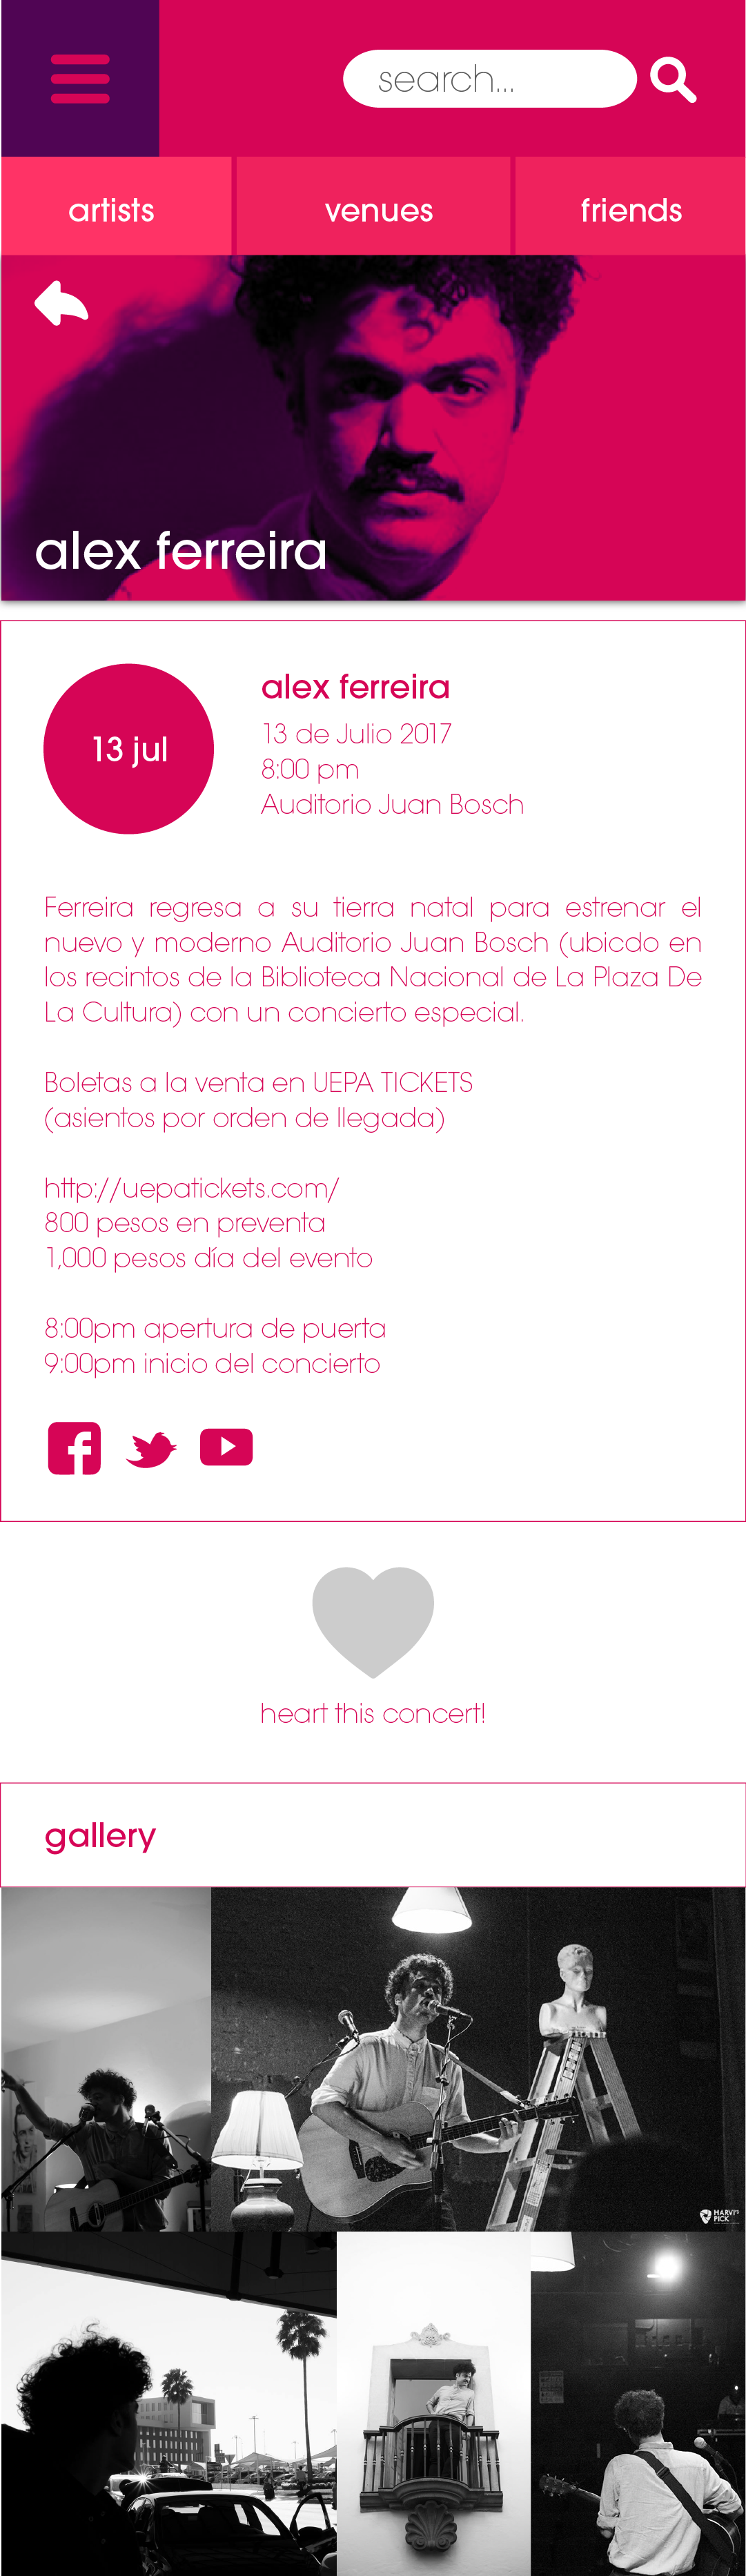 search...
artists
venues
friends
alex ferreira
13 jul
alex ferreira
13 de Julio 2017
8:00 pm
Auditorio Juan Bosch
Ferreira regresa a su tierra natal para estrenar el
nuevo y moderno Auditorio Juan Bosch (ubicdo en
los recintos de la Biblioteca Nacional de La Plaza De
La Cultura) con un concierto especial.
Boletas a la venta en UEPA TICKETS
(asientos por orden de llegada)
http://uepatickets.com/
800 pesos en preventa
1,000 pesos día del evento
8:00pm apertura de puerta
9:00pm inicio del concierto
heart this concert!
gallery
HARVI'S
PICK